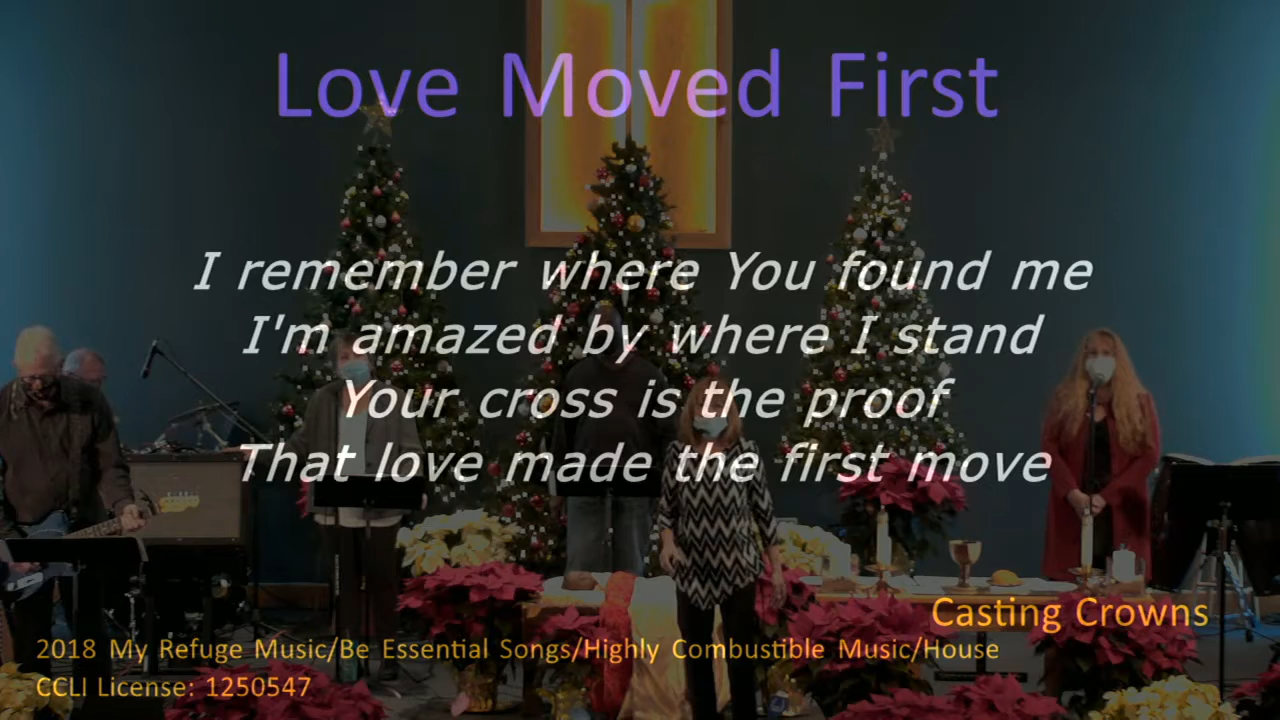 Love Moved First
I remember where You found me
I'm amazed by where I stand
Your cross is the proof
That love made the first move
Casting Crowns
2018 My Refuge Music/Be Essential Songs/Highly Combustible Music/House
CCLI License: 1250547